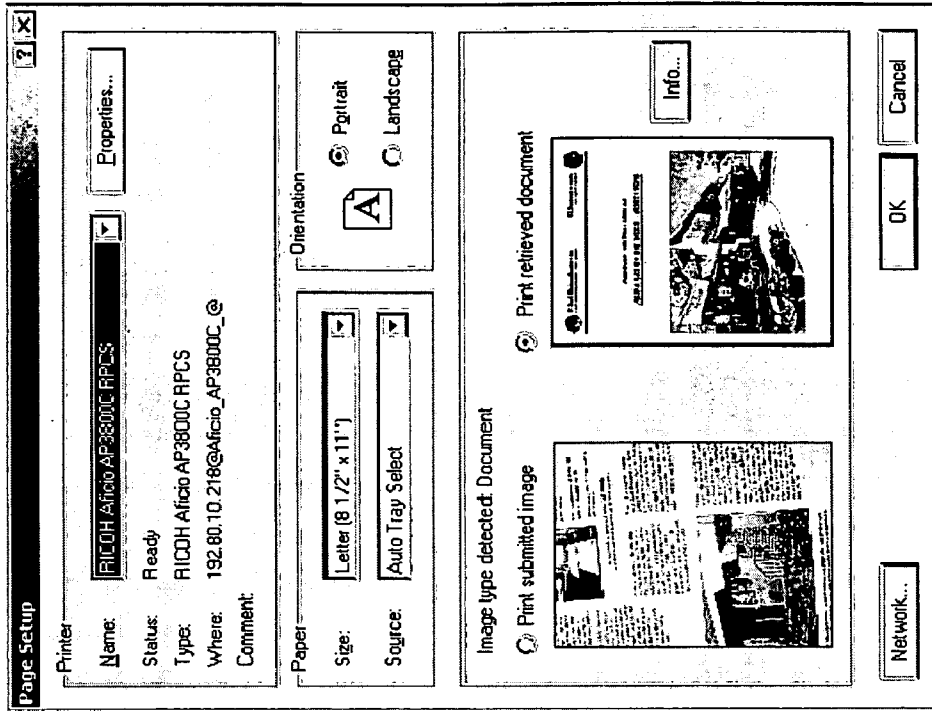 Page Setup
Printer
Name: RICOH Aficio AP3800C RPCS Properties...
Status: Ready
Type: RICOH Aficio AP3800C RPCS
Where: 192.80.10.218@Aficio_AP3800C_@
Comment:
Paper
Size: Letter (8 1/2" x 11")
Source: Auto Tray Select
Orientation
A
Portrait
Landscape
Image type detected: Document
Print submitted image
Print retrieved document
Info...
Network...
OK
Cancel